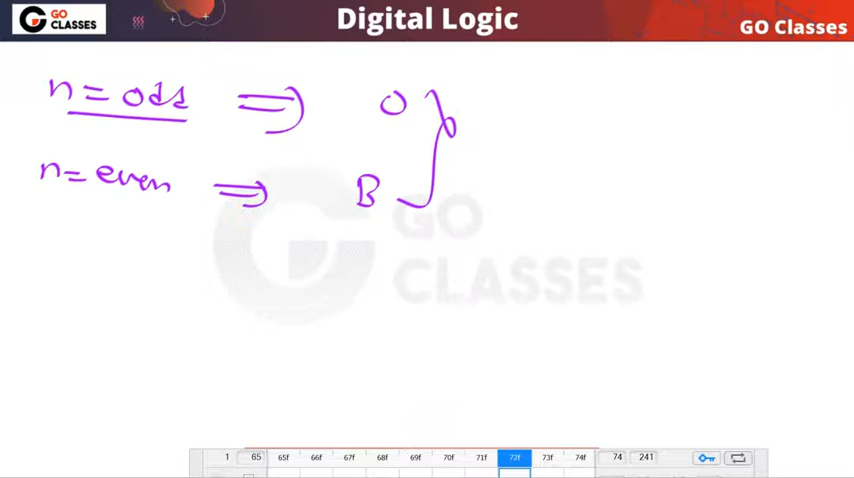 GO
CLASSES
Digital Logic
GO Classes
n = odd ⇒ 0
n = even ⇒ B
GO
CLASSES
1 65 65f 66f 67f 68f 69f 70f 71f 72f 73f 74f 74 241